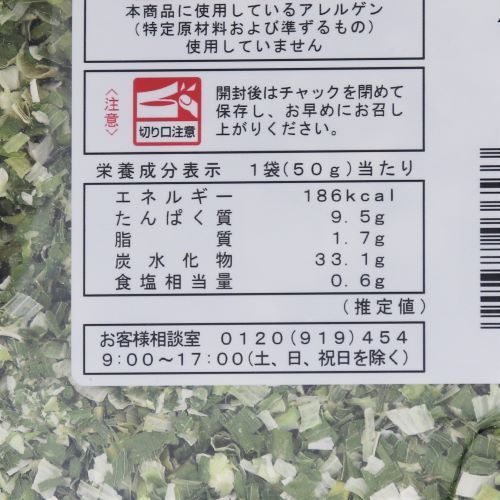 本商品に使用しているアレルゲン
(特定原材料および準ずるもの)
使用していません
〈注意〉
切り口注意
開封後はチャックを閉めて
保存し、お早めにお召し
上がりください。
栄養成分表示 1袋(50g)当たり
エネルギー 186kcal
たんぱく質 9.5g
脂質 1.7g
炭水化物 33.1g
食塩相当量 0.6g
(推定値)
お客様相談室 0120(919)454
9:00〜17:00(土、日、祝日を除く)